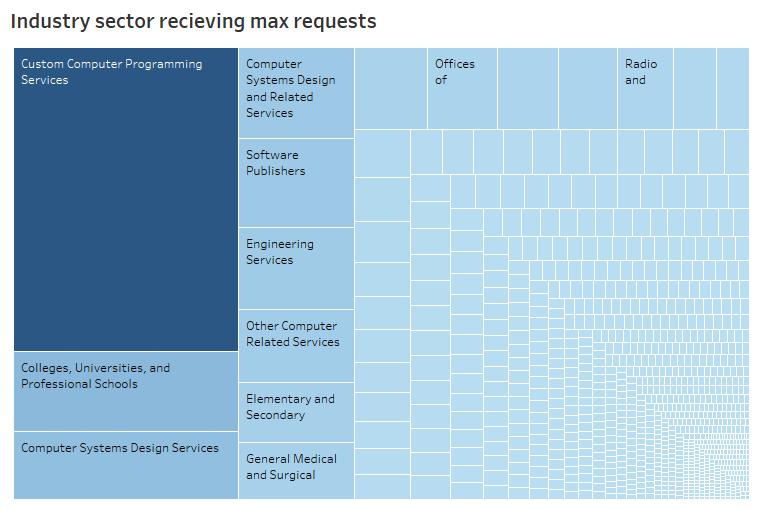 Industry sector recieving max requests
Custom Computer Programming
Services
Colleges, Universities, and
Professional Schools
Computer Systems Design Services
Computer
Systems Design
and Related
Services
Software
Publishers
Engineering
Services
Other Computer
Related Services
Elementary and
Secondary
General Medical
and Surgical
Offices
of
Radio
and